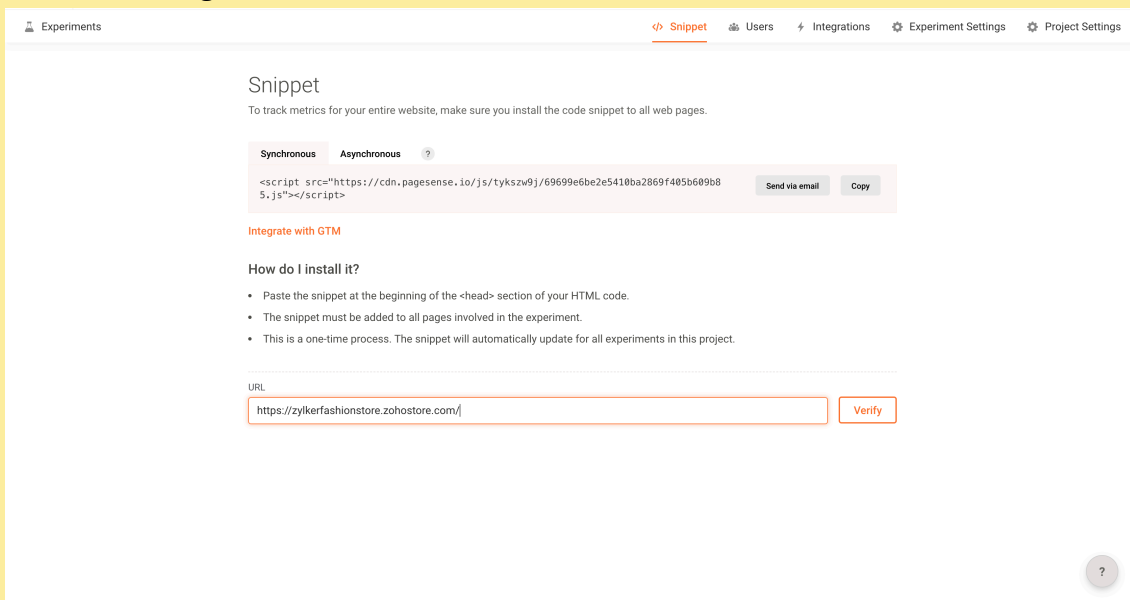 Experiments
</> Snippet
Users
Integrations
Experiment Settings
Project Settings
Snippet
To track metrics for your entire website, make sure you install the code snippet to all web pages.
Synchronous Asynchronous ?
<script src="https://cdn.pagesense.io/js/tykszw9j/69699e6be2e5410ba2869f405b609b8
5.js"></script>
Send via email Copy
Integrate with GTM
How do I install it?
• Paste the snippet at the beginning of the <head> section of your HTML code.
• The snippet must be added to all pages involved in the experiment.
• This is a one-time process. The snippet will automatically update for all experiments in this project.
URL
https://zylkerfashionstore.zohostore.com/
Verify
?